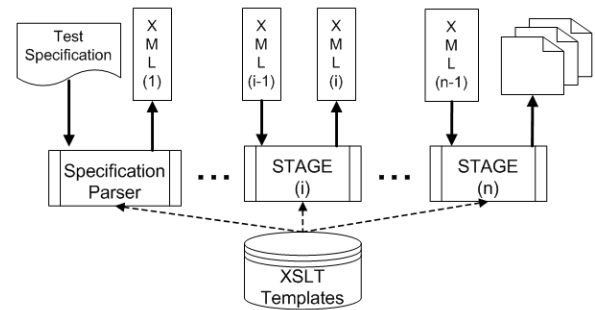 Test
Specification
X
M
L
(1)
X
M
L
(i-1)
X
M
L
(i)
X
M
L
(n-1)
Specification
Parser
...
STAGE
(i)
...
STAGE
(n)
XSLT
Templates